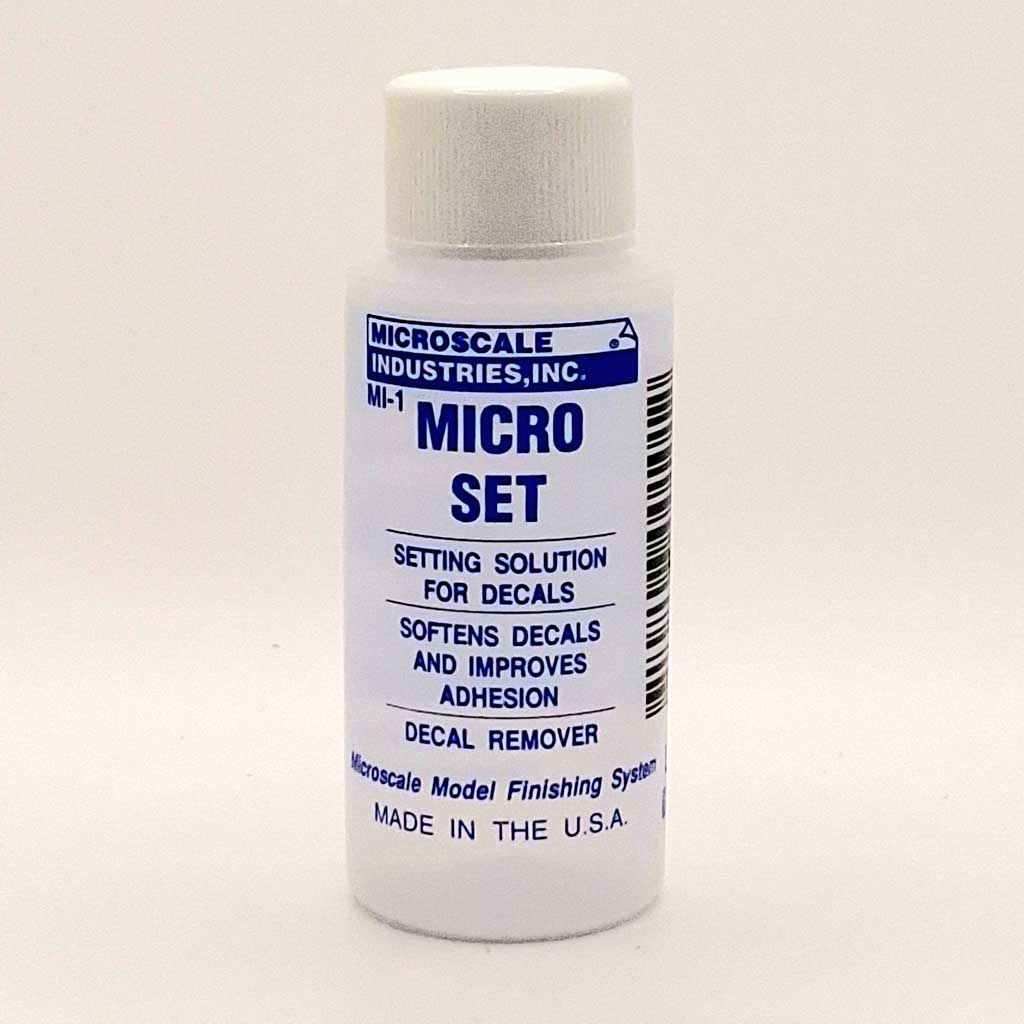 MICROSCALE ®
INDUSTRIES, INC.
MI-1
MICRO
SET
SETTING SOLUTION
FOR DECALS
SOFTENS DECALS
AND IMPROVES
ADHESION
DECAL REMOVER
Microscale Model Finishing System
MADE IN THE U.S.A.